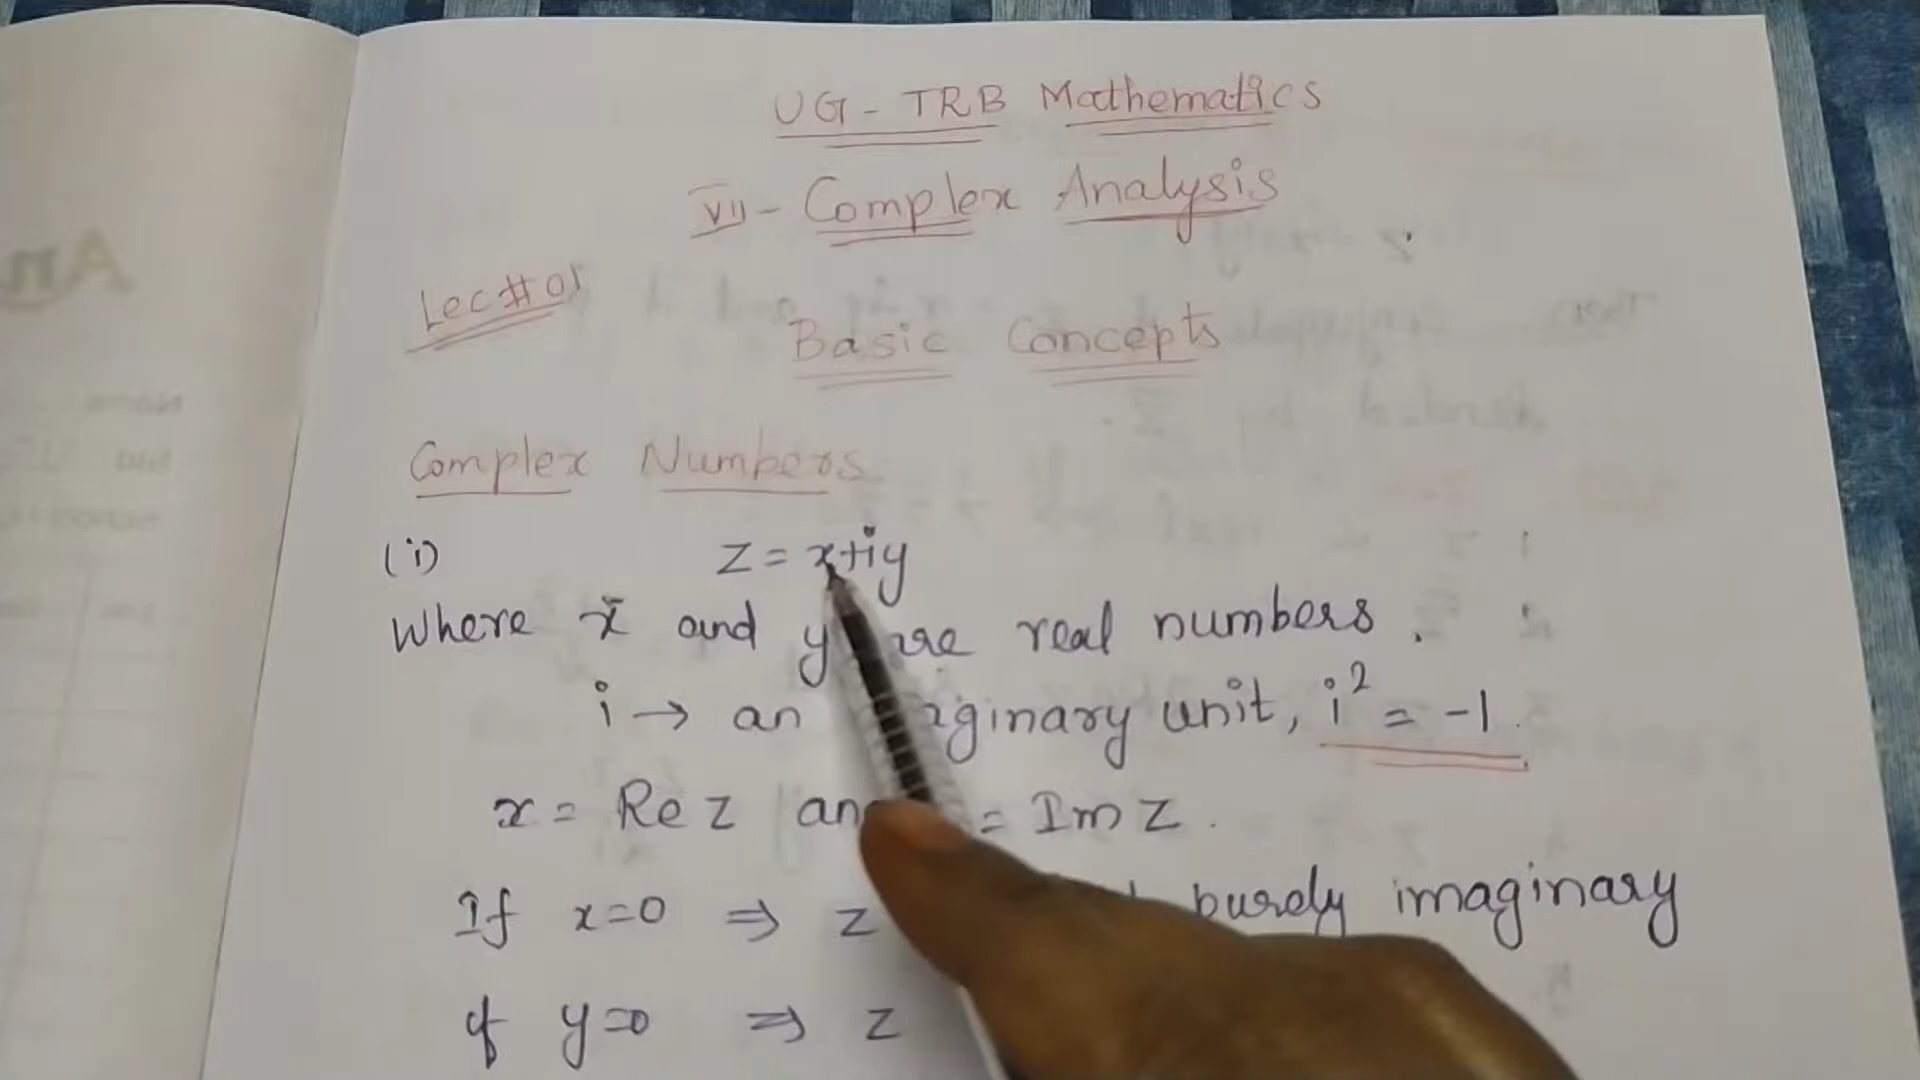 UG - TRB Mathematics
VII - Complex Analysis
Lec#01
Basic Concepts
Complex Numbers
(i) z = x+iy
Where x and y are real numbers.
i → an imaginary unit, i² = -1.
x = Re z and = Im z.
If x=0 ⇒ z purely imaginary
If y=0 ⇒ z